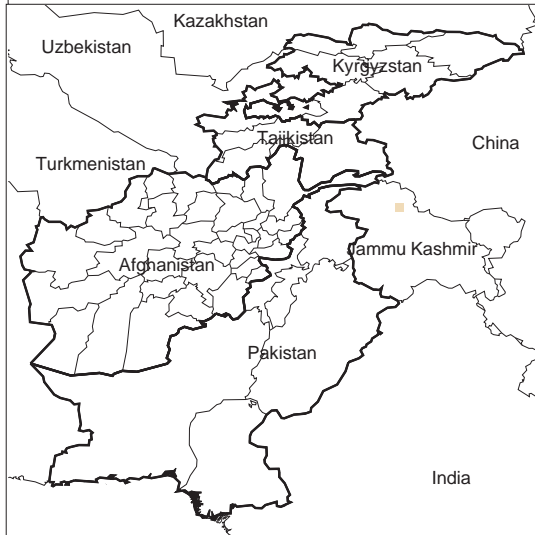 Kazakhstan
Uzbekistan
Kyrgyzstan
Tajikistan
China
Turkmenistan
Jammu Kashmir
Afghanistan
Pakistan
India